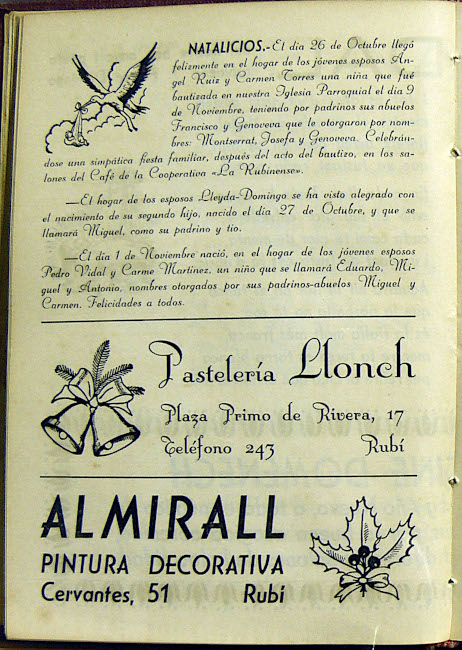 NATALICIOS.-El día 26 de Octubre llegó
felizmente en el hogar de los jóvenes esposos An-
gel Ruiz y Carmen Torres una niña que fué
bautizada en nuestra Iglesia Parroquial el día 9
de Noviembre, teniendo por padrinos sus abuelos
Francisco y Genoveva que le otorgaron por nom-
bres: Montserrat, Josefa y Genoveva. Celebrán-
dose una simpática fiesta familiar, después del acto del bautizo, en los sa-
lones del Café de la Cooperativa «La Rubinense».
—El hogar de los esposos Lleyda-Domingo se ha visto alegrado con
el nacimiento de su segundo hijo, nacido el día 27 de Octubre, y que se
llamará Miguel, como su padrino y tío.
—El día 1 de Noviembre nació, en el hogar de los jóvenes esposos
Pedro Vidal y Carme Martínez, un niño que se llamará Eduardo, Mi-
guel y Antonio, nombres otorgados por sus padrinos-abuelos Miguel y
Carmen. Felicidades a todos.
Pastelería Llonch
Plaza Primo de Rivera, 17
Teléfono 243 Rubí
ALMIRALL
PINTURA DECORATIVA
Cervantes, 51 Rubí